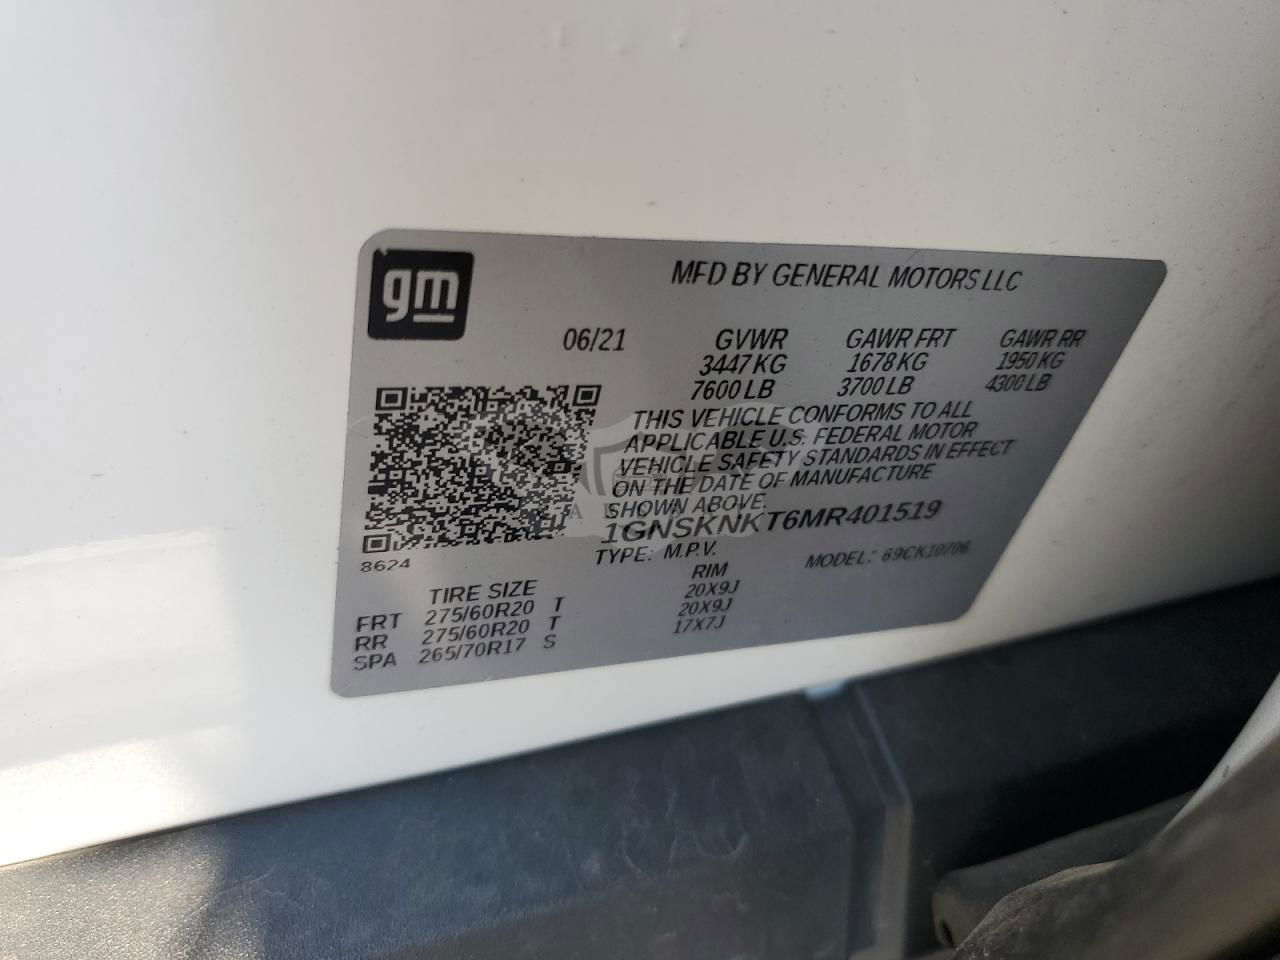 gm
MFD BY GENERAL MOTORS LLC
06/21 GVWR GAWR FRT GAWR RR
3447 KG 1678 KG 1950 KG
7600 LB 3700 LB 4300 LB
THIS VEHICLE CONFORMS TO ALL
APPLICABLE U.S. FEDERAL MOTOR
VEHICLE SAFETY STANDARDS IN EFFECT
ON THE DATE OF MANUFACTURE
SHOWN ABOVE.
1GNSKNKT6MR401519
TYPE: M.P.V. MODEL: 69CK10706
8624
TIRE SIZE RIM
FRT 275/60R20 T 20X9J
RR 275/60R20 T 20X9J
SPA 265/70R17 S 17X7J